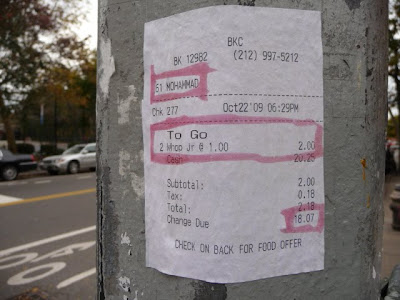 BKC
BK 12982 (212) 997-5212
61 MOHAMMAD
Chk 277 Oct22'09 06:29PM
To Go
2 Whop Jr @ 1.00 2.00
Cash 20.25
Subtotal: 2.00
Tax: 0.18
Total: 2.18
Change Due 18.07
CHECK ON BACK FOR FOOD OFFER